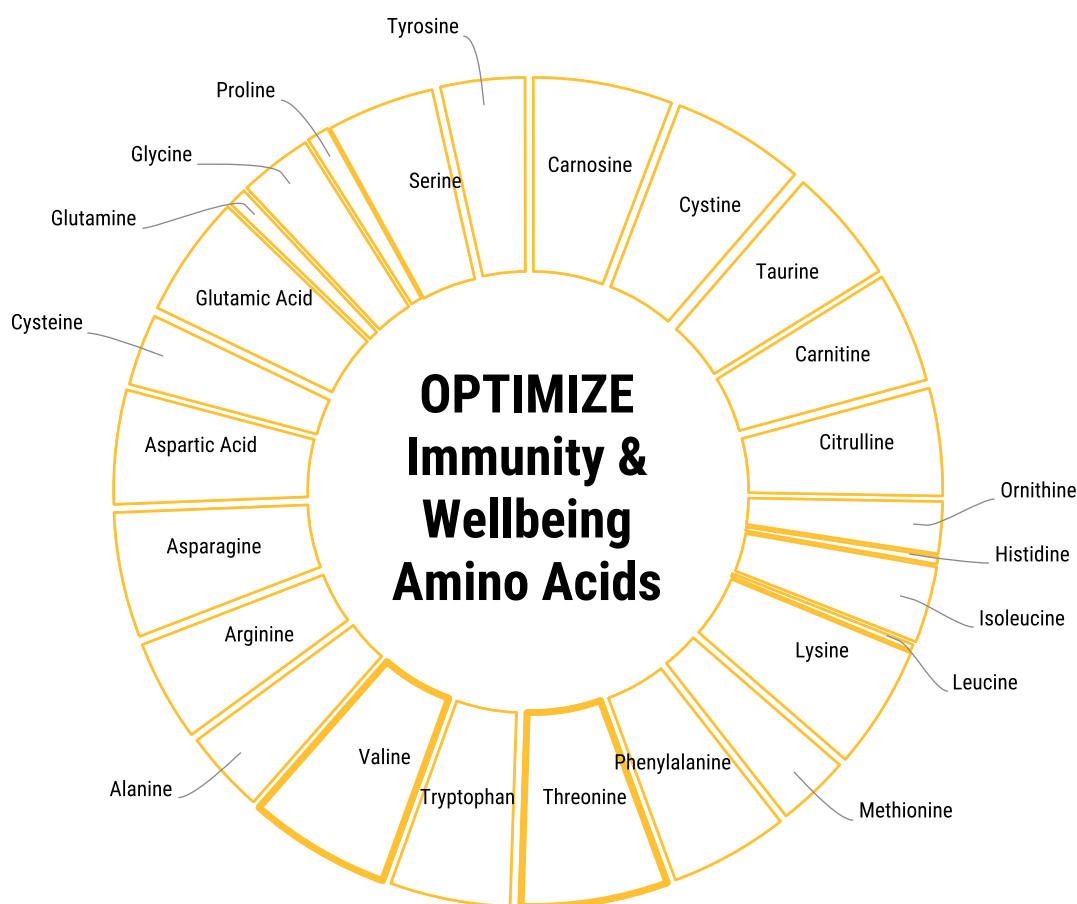 Tyrosine
Proline
Glycine
Glutamine
Serine
Carnosine
Cystine
Taurine
Glutamic Acid
Cysteine
Carnitine
Aspartic Acid
Citrulline
OPTIMIZE
Immunity &
Wellbeing
Amino Acids
Ornithine
Asparagine
Histidine
Isoleucine
Arginine
Lysine
Leucine
Valine
Phenylalanine
Alanine
Tryptophan
Threonine
Methionine